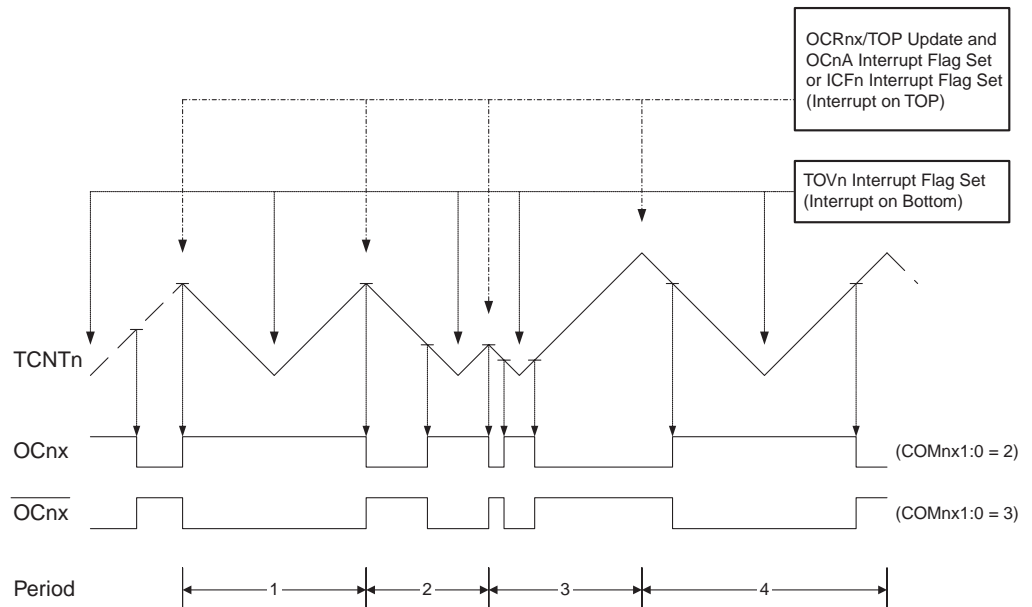 OCRnx/TOP Update and
OCnA Interrupt Flag Set
or ICFn Interrupt Flag Set
(Interrupt on TOP)
TOVn Interrupt Flag Set
(Interrupt on Bottom)
TCNTn
OCnx
(COMnx1:0 = 2)
OCnx
(COMnx1:0 = 3)
Period
1
2
3
4